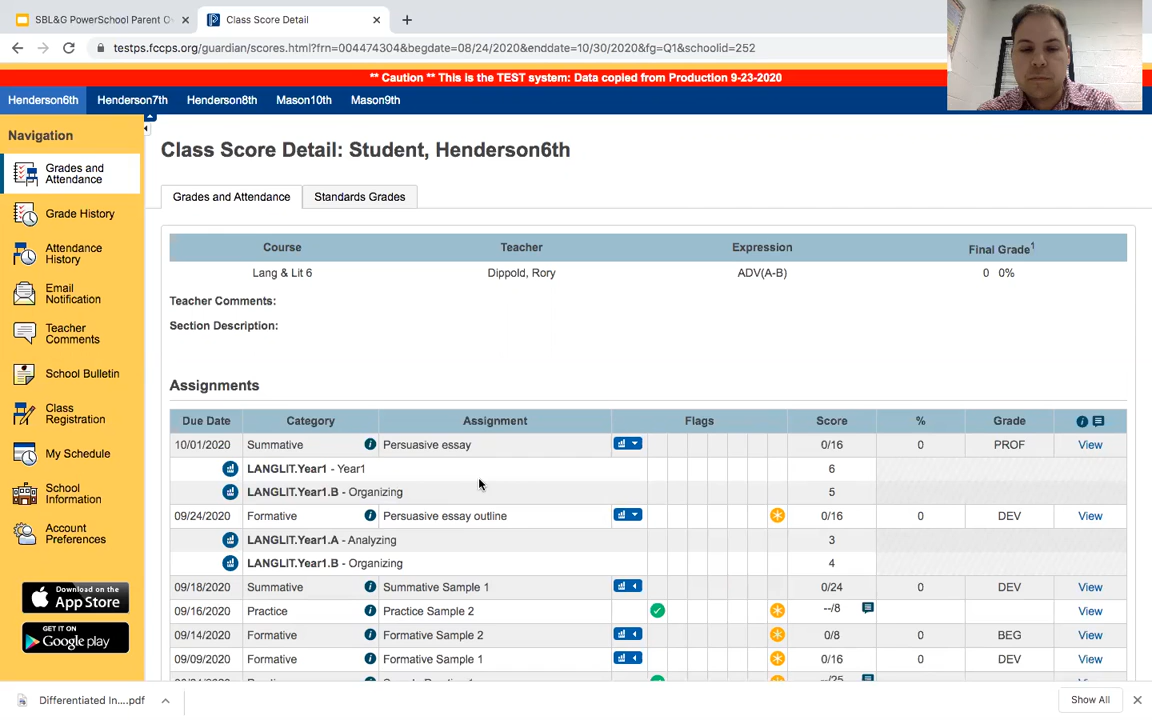 SBL&G PowerSchool Parent Ov
Class Score Detail
testps.fccps.org/guardian/scores.html?frn=004474304&begdate=08/24/2020&enddate=10/30/2020&fg=Q1&schoolid=252
** Caution ** This is the TEST system: Data copied from Production 9-23-2020
Henderson6th Henderson7th Henderson8th Mason10th Mason9th
Navigation
Grades and
Attendance
Grade History
Attendance
History
Email
Notification
Teacher
Comments
School Bulletin
Class
Registration
My Schedule
School
Information
Account
Preferences
Download on the
App Store
GET IT ON
Google play
Class Score Detail: Student, Henderson6th
Grades and Attendance Standards Grades
Course Teacher Expression Final Grade1
Lang & Lit 6 Dippold, Rory ADV(A-B) 0 0%
Teacher Comments:
Section Description:
Assignments
Due Date Category Assignment Flags Score % Grade
10/01/2020 Summative Persuasive essay 0/16 0 PROF View
LANGLIT.Year1 - Year1 6
LANGLIT.Year1.B - Organizing 5
09/24/2020 Formative Persuasive essay outline 0/16 0 DEV View
LANGLIT.Year1.A - Analyzing 3
LANGLIT.Year1.B - Organizing 4
09/18/2020 Summative Summative Sample 1 0/24 0 DEV View
09/16/2020 Practice Practice Sample 2 --/8 View
09/14/2020 Formative Formative Sample 2 0/8 0 BEG View
09/09/2020 Formative Formative Sample 1 0/16 0 DEV View
Differentiated In....pdf
Show All